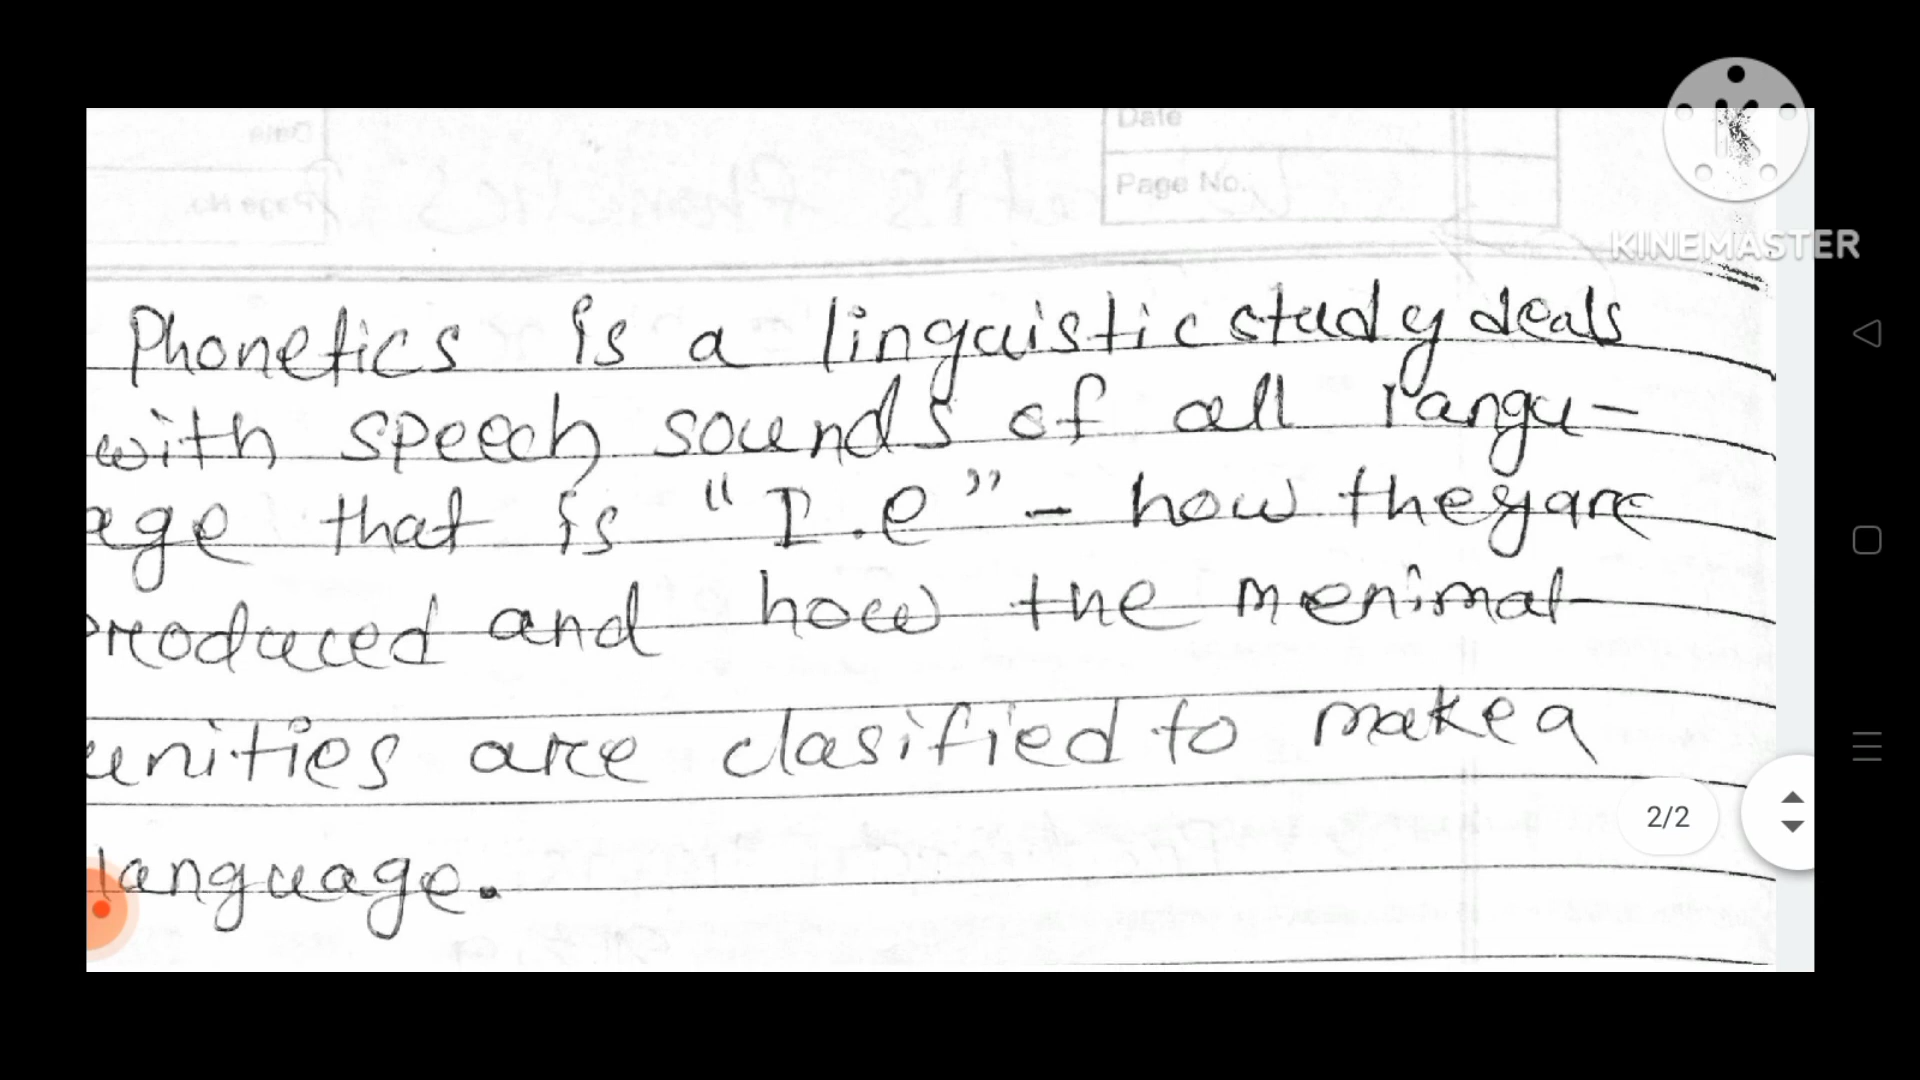 Date
Page No.
KINEMASTER
Phonetics is a linguistic study deals
with speech sounds of all langu-
age that is "I.e" - how they are
produced and how the menimal
unities are clasified to make a
language.
2/2